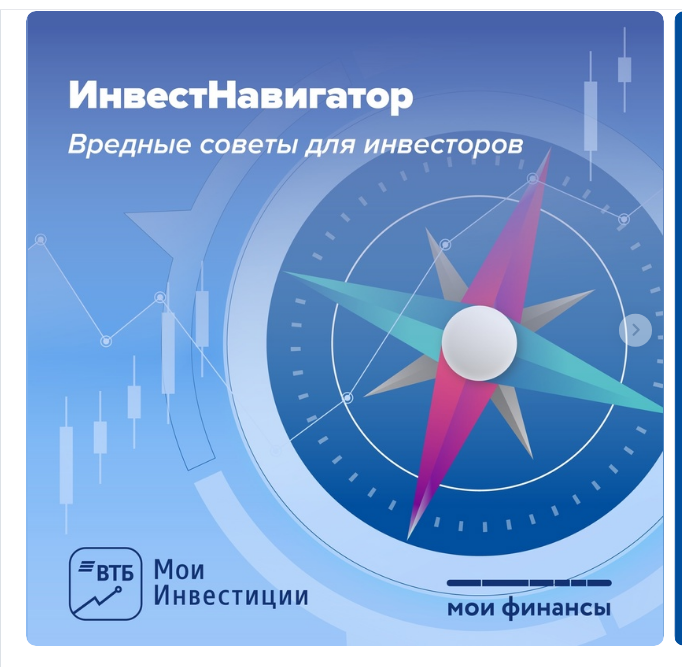 ИнвестНавигатор
Вредные советы для инвесторов
ВТБ
Мои
Инвестиции
мои финансы